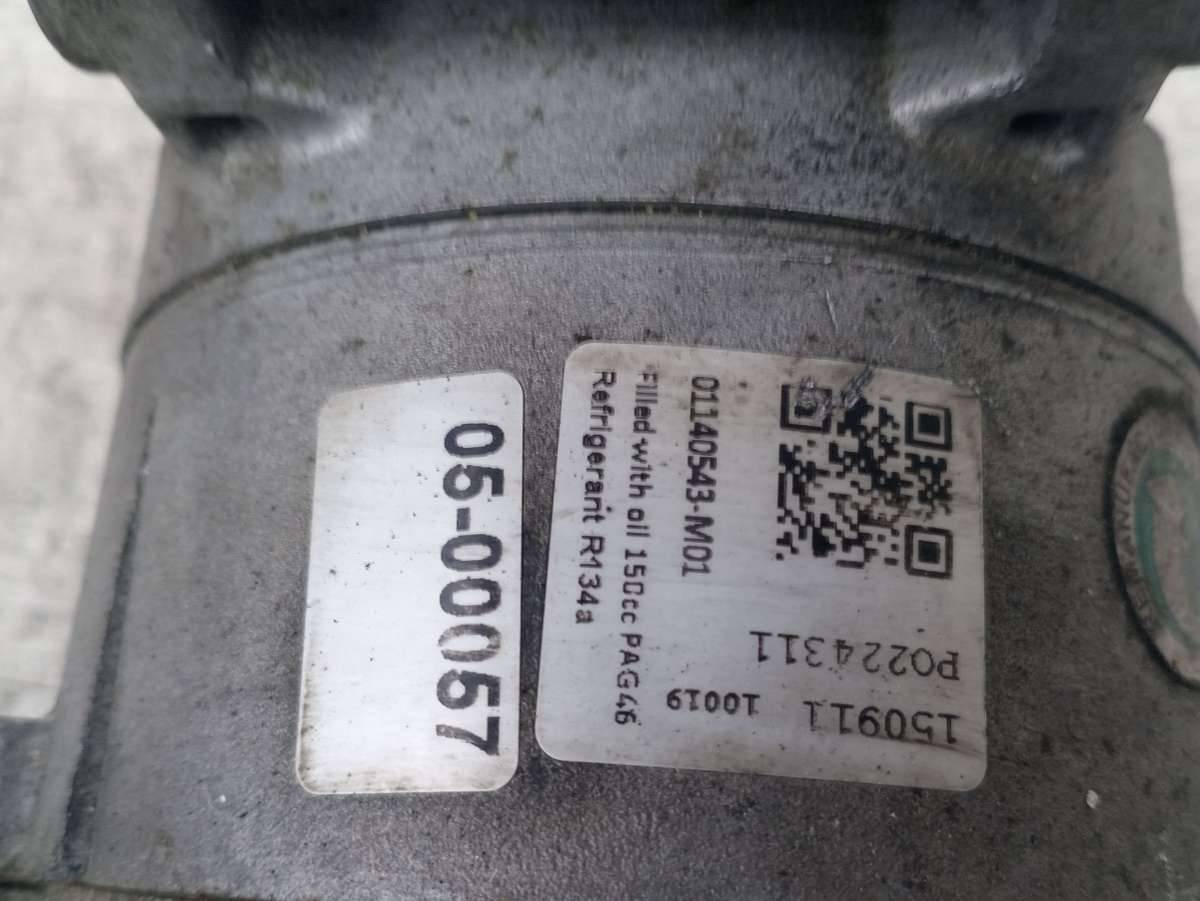 05-00057
01140543-M01
Filled with oil 150cc PAG46
Refrigerant R134a
P0224311
150911
10019